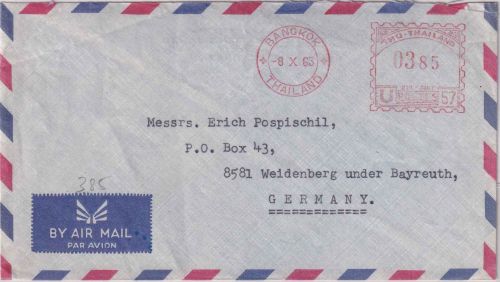 BANGKOK
-8 X 63
THAILAND
THAILAND
0385
U
57
Messrs. Erich Pospischil,
P.O. Box 43,
8581 Weidenberg under Bayreuth,
GERMANY.
385
BY AIR MAIL
PAR AVION